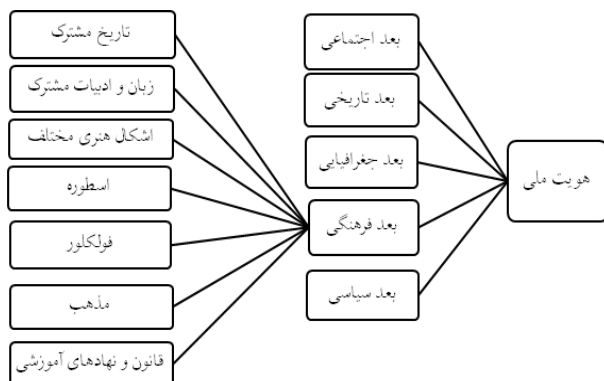 هویت ملی
بعد اجتماعی
بعد تاریخی
بعد جغرافیایی
بعد فرهنگی
بعد سیاسی
تاریخ مشترک
زبان و ادبیات مشترک
اشکال هنری مختلف
اسطوره
فولکلور
مذهب
قانون و نهادهای آموزشی